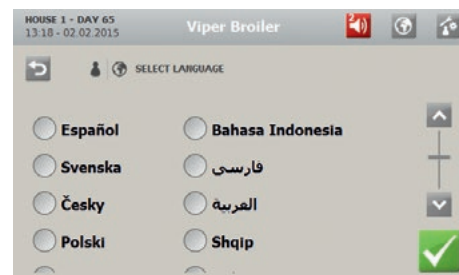 HOUSE 1 - DAY 65
13:18 - 02.02.2015
Viper Broiler
2
SELECT LANGUAGE
Español
Bahasa Indonesia
Svenska
فارسی
Česky
العربية
Polski
Shqip